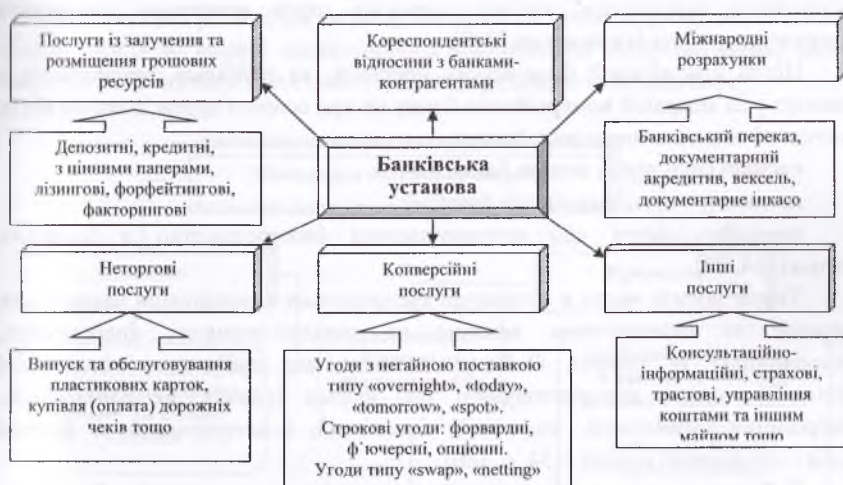 Послуги із залучення та
розміщення грошових
ресурсів
Кореспондентські
відносини з банками-
контрагентами
Міжнародні
розрахунки
Депозитні, кредитні,
з цінними паперами,
лізингові, форфейтингові,
факторингові
Банківська
установа
Банківський переказ,
документарний
акредитив, вексель,
документарне інкасо
Неторгові
послуги
Конверсійні
послуги
Інші
послуги
Випуск та обслуговування
пластикових карток,
купівля (оплата) дорожніх
чеків тощо
Угоди з негайною поставкою
типу «overnight», «today»,
«tomorrow», «spot».
Строкові угоди: форвардні,
ф’ючерсні, опціонні.
Угоди типу «swap», «netting»
Консультаційно-
інформаційні, страхові,
трастові, управління
коштами та іншим
майном тощо